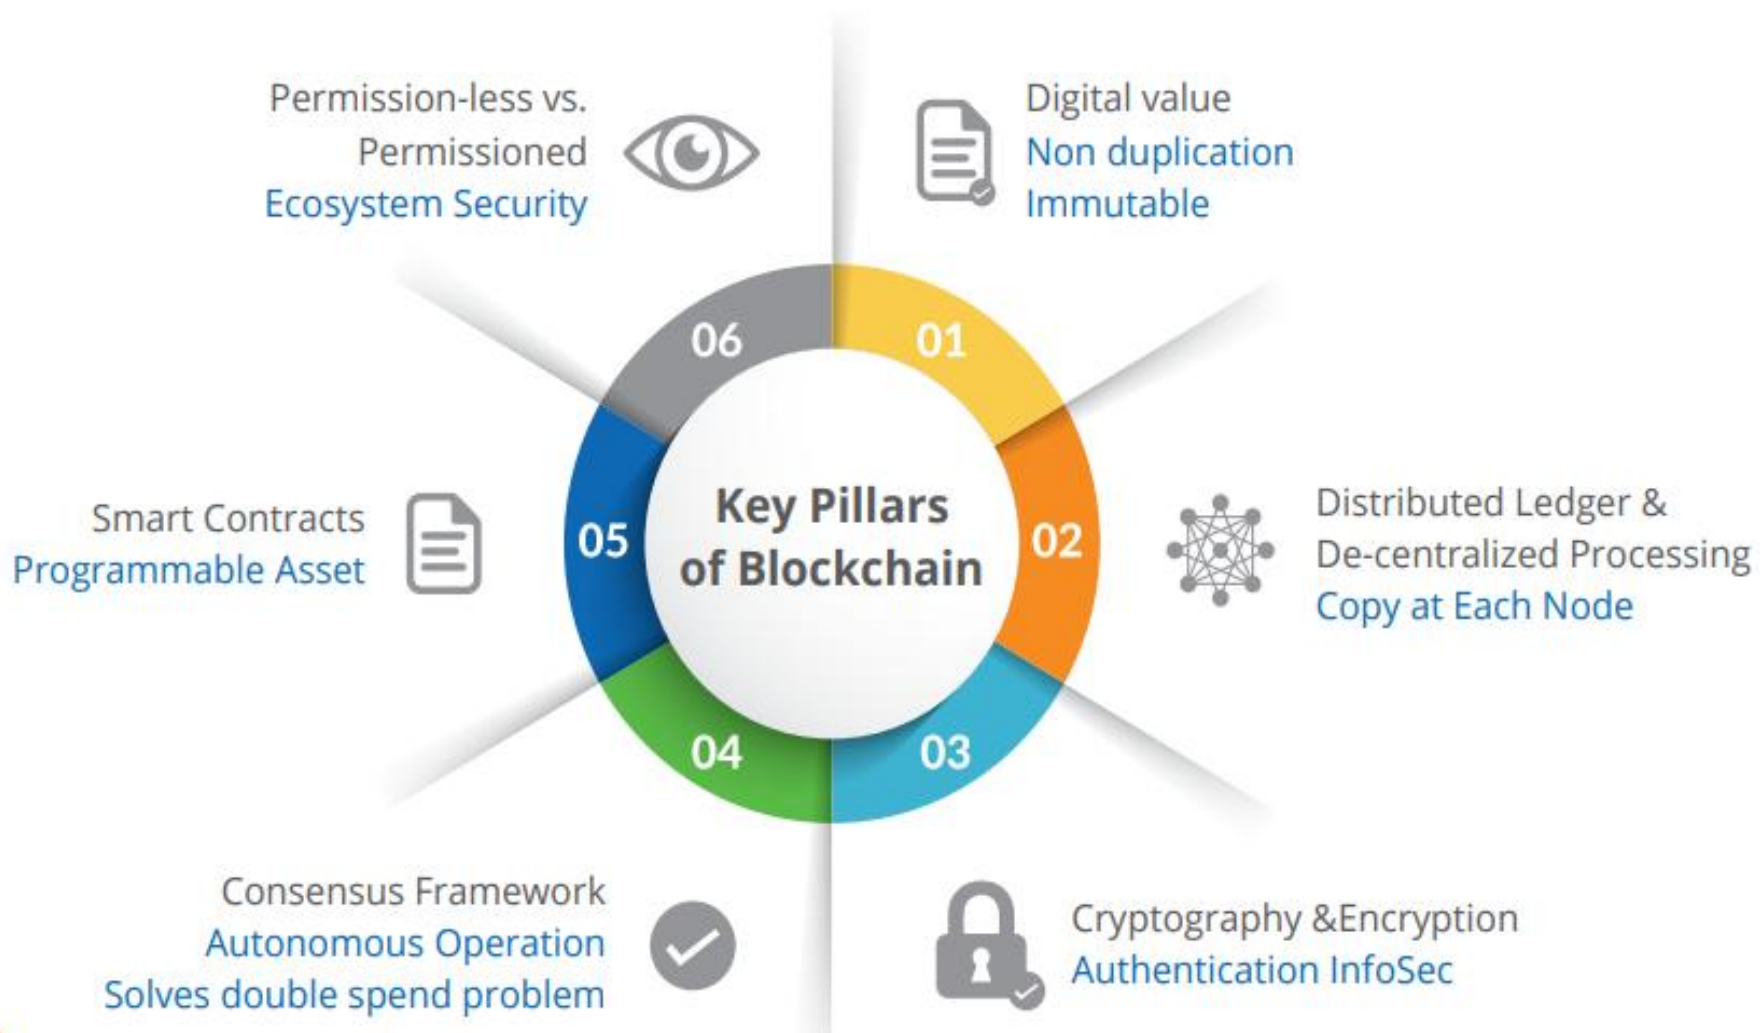 Key Pillars
of Blockchain
01
Digital value
Non duplication
Immutable
02
Distributed Ledger &
De-centralized Processing
Copy at Each Node
03
Cryptography &Encryption
Authentication InfoSec
04
Consensus Framework
Autonomous Operation
Solves double spend problem
05
Smart Contracts
Programmable Asset
06
Permission-less vs.
Permissioned
Ecosystem Security